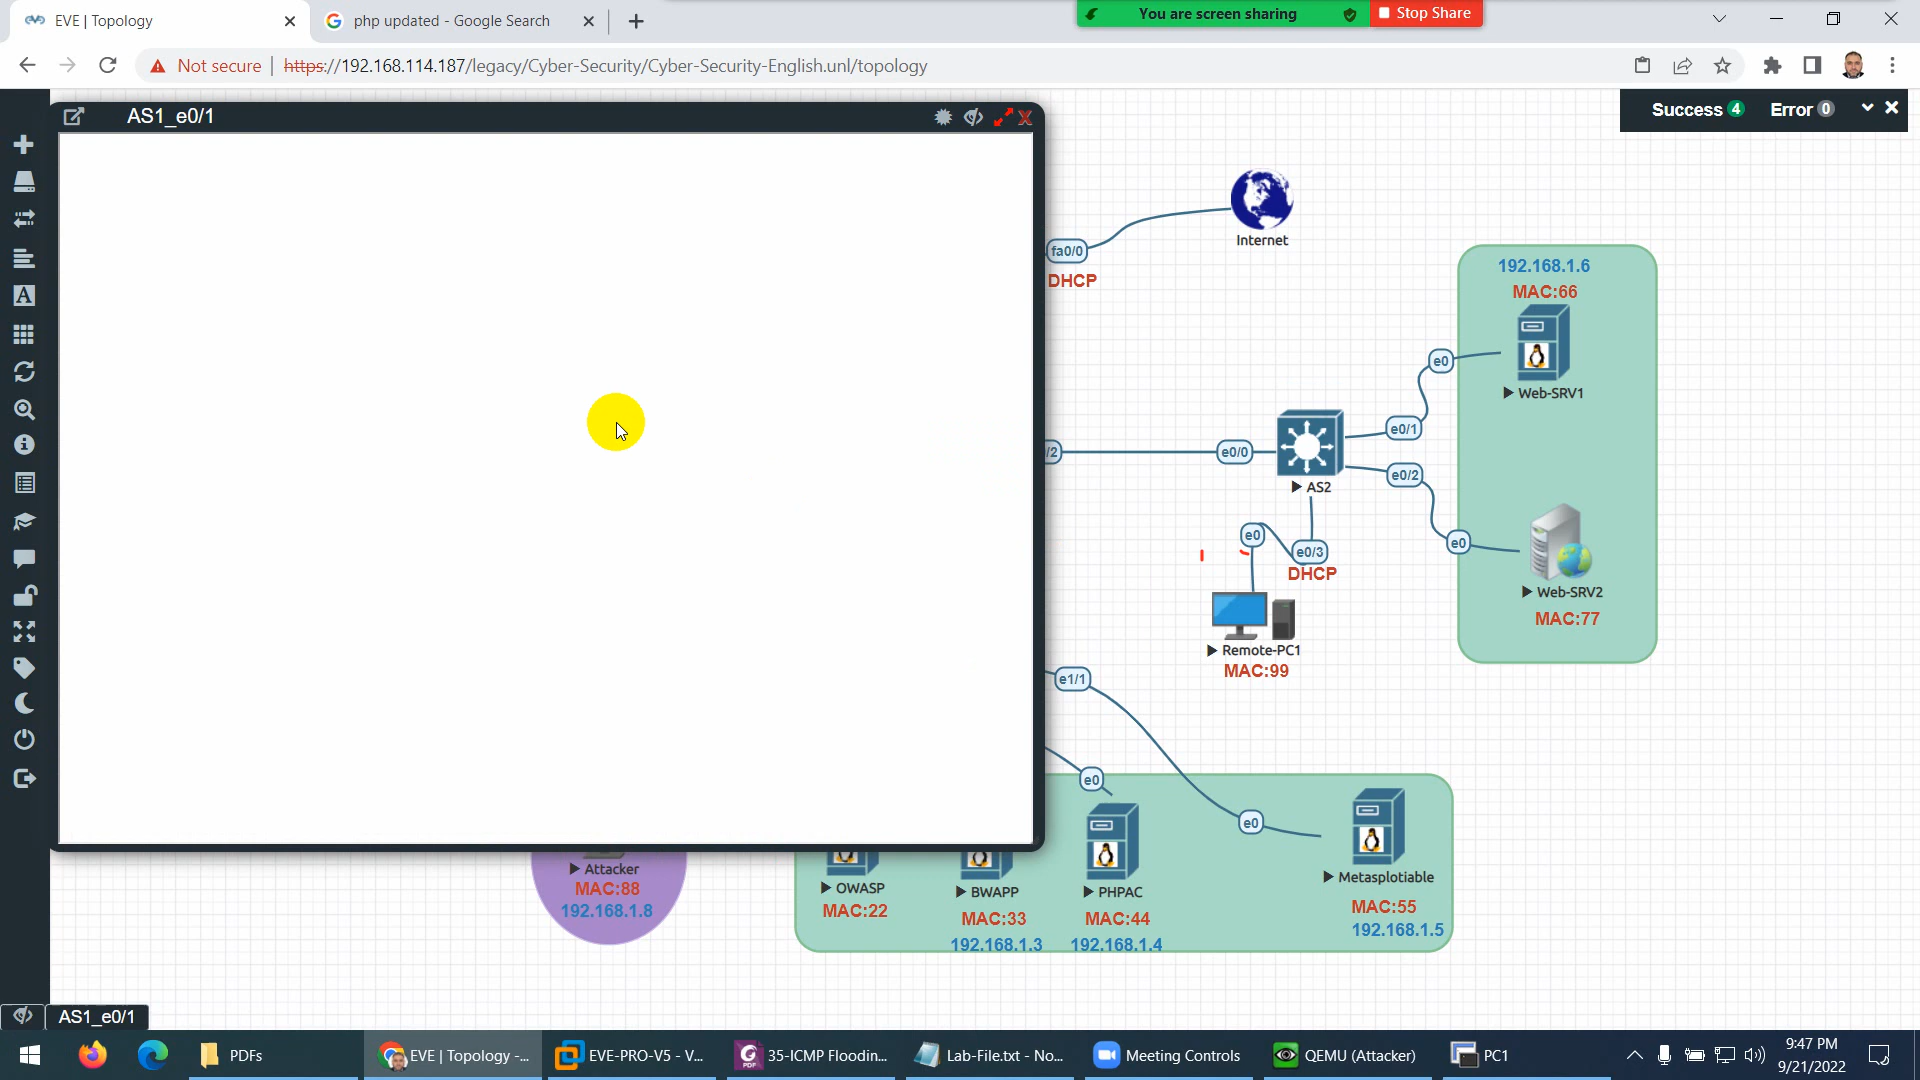 EVE | Topology
php updated - Google Search
You are screen sharing
Stop Share
Not secure
https://192.168.114.187/legacy/Cyber-Security/Cyber-Security-English.unl/topology
AS1_e0/1
Success 4
Error 0
Internet
fa0/0
DHCP
192.168.1.6
MAC:66
e0
Web-SRV1
e0/1
/2
e0/0
AS2
e0/2
e0
e0/3
DHCP
e0
Web-SRV2
MAC:77
Remote-PC1
MAC:99
e1/1
e0
e0
Attacker
MAC:88
192.168.1.8
OWASP
MAC:22
BWAPP
MAC:33
192.168.1.3
PHPAC
MAC:44
192.168.1.4
Metasplotiable
MAC:55
192.168.1.5
AS1_e0/1
PDFs
EVE | Topology -...
EVE-PRO-V5 - V...
35-ICMP Floodin...
Lab-File.txt - No...
Meeting Controls
QEMU (Attacker)
PC1
9:47 PM
9/21/2022